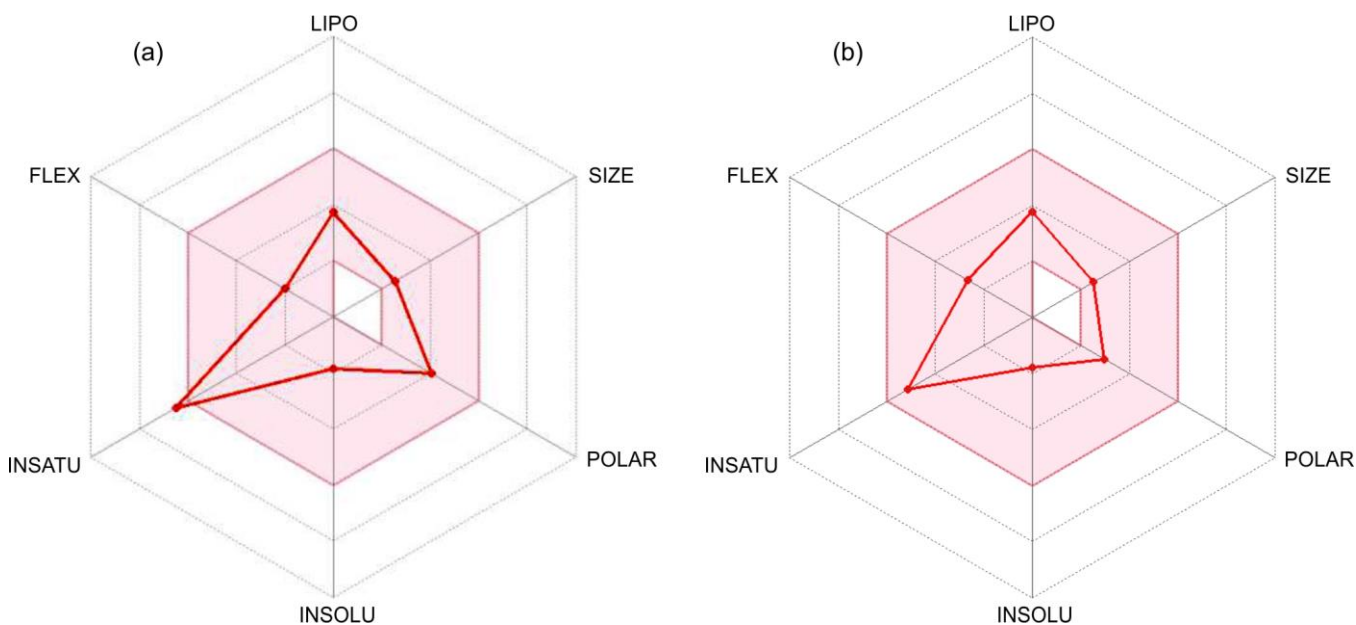 (a)
LIPO
SIZE
POLAR
INSOLU
INSATU
FLEX
(b)
LIPO
SIZE
POLAR
INSOLU
INSATU
FLEX